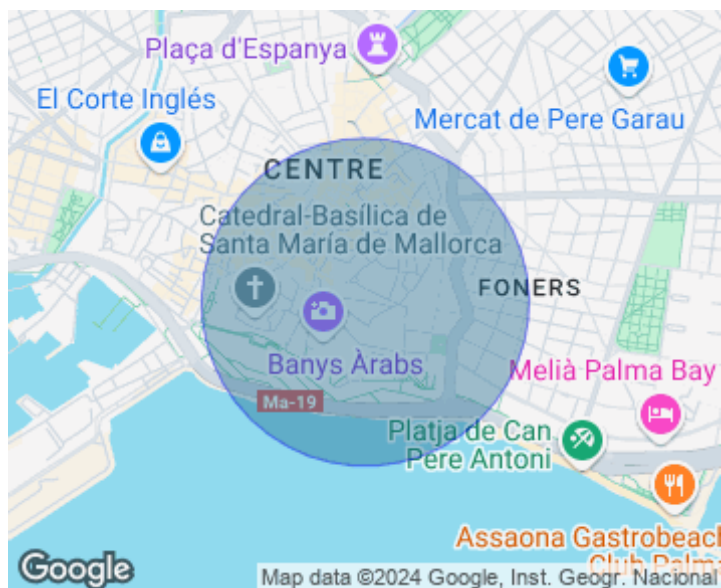 Plaça d'Espanya
El Corte Inglés
Mercat de Pere Garau
CENTRE
Catedral-Basílica de
Santa María de Mallorca
FONERS
Banys Àrabs
Melià Palma Bay
Ma-19
Platja de Can
Pere Antoni
Assaona Gastrobeach
Club Palm
Google
Map data ©2024 Google, Inst. Geogr. Nacional